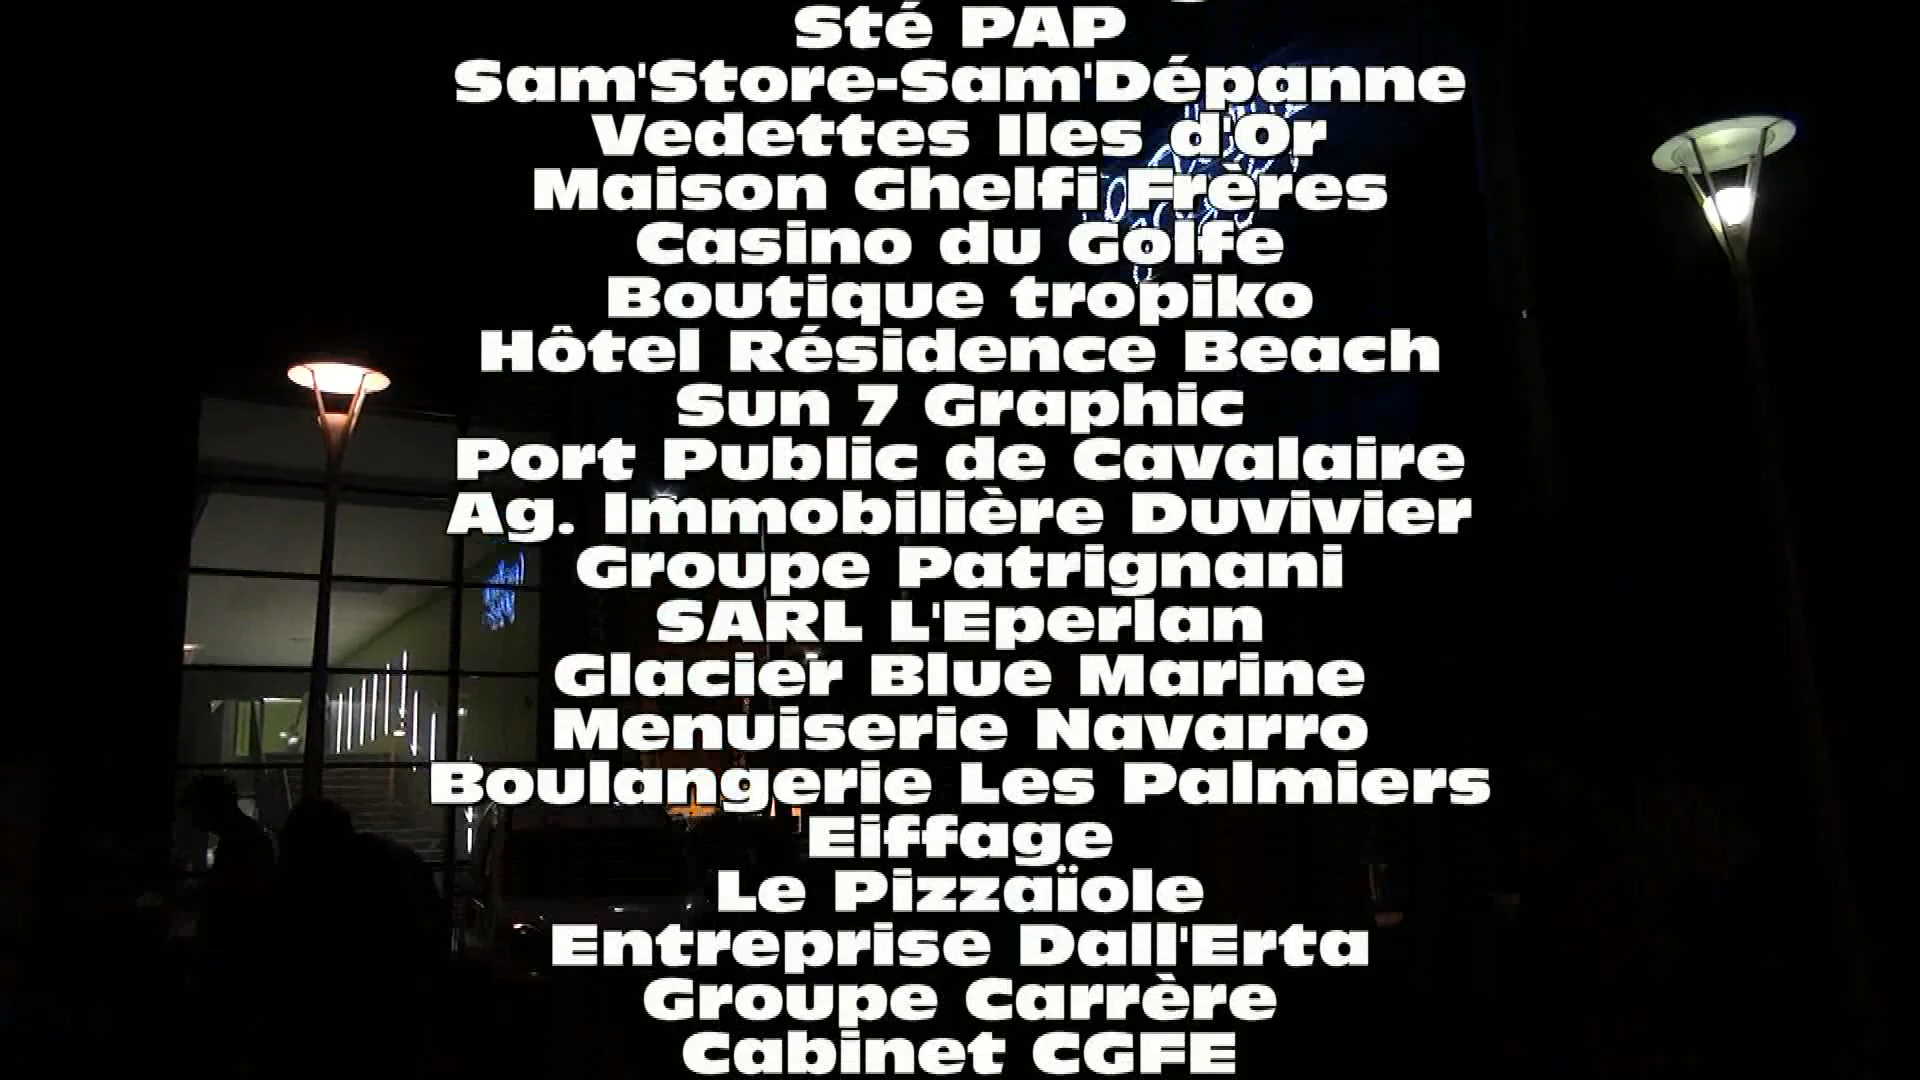 Sté PAP
Sam'Store-Sam'Dépanne
Vedettes Iles d'Or
Maison Ghelfi Frères
Casino du Golfe
Boutique tropiko
Hôtel Résidence Beach
Sun 7 Graphic
Port Public de Cavalaire
Ag. Immobilière Duvivier
Groupe Patrignani
SARL L'Eperlan
Glacier Blue Marine
Menuiserie Navarro
Boulangerie Les Palmiers
Eiffage
Le Pizzaïole
Entreprise Dall'Erta
Groupe Carrère
Cabinet CGFE